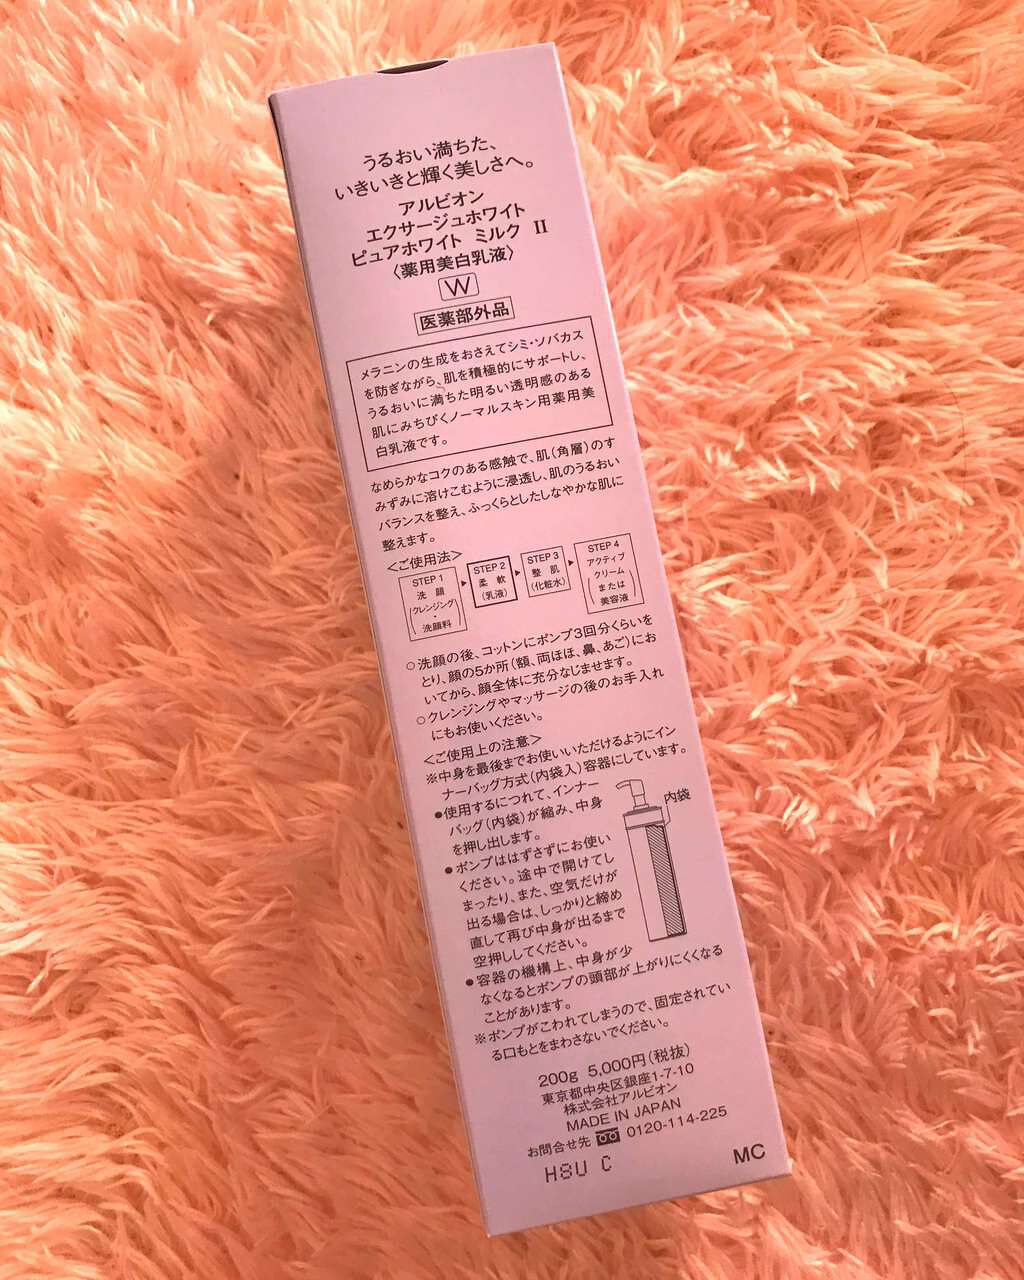 うるおい満ちた、
いきいきと輝く美しさへ。
アルビオン
エクサージュホワイト
ピュアホワイト ミルク II
〈薬用美白乳液〉
W
医薬部外品
メラニンの生成をおさえてシミ・ソバカス
を防ぎながら、肌を積極的にサポートし、
うるおいに満ちた明るい透明感のある
肌にみちびくノーマルスキン用薬用美
白乳液です。
なめらかなコクのある感触で、肌(角層)のす
みずみに溶けこむように浸透し、肌のうるおい
バランスを整え、ふっくらとしたしなやかな肌に
整えます。
<ご使用法>
STEP 1
洗顔
(クレンジング・
洗顔料)
STEP 2
柔軟
(乳液)
STEP 3
整肌
(化粧水)
STEP 4
アクティブ
クリーム
または
美容液
○洗顔の後、コットンにポンプ3回分くらいを
とり、顔の5か所(額、両ほほ、鼻、あご)にお
いてから、顔全体に充分なじませます。
○クレンジングやマッサージの後のお手入れ
にもお使いください。
<ご使用上の注意>
※中身を最後までお使いいただけるようにイン
ナーバッグ方式(内袋入)容器にしています。
●使用するにつれて、インナー
バッグ(内袋)が縮み、中身
を押し出します。
●ポンプははずさずにお使い
ください。途中で開けてし
まったり、また、空気だけが
出る場合は、しっかりと締め
直して再び中身が出るまで
空押ししてください。
内袋
●容器の機構上、中身が少
なくなるとポンプの頭部が上がりにくくなる
ことがあります。
※ポンプがこわれてしまうので、固定されてい
る口もとをまわさないでください。
200g 5,000円(税抜)
東京都中央区銀座1-7-10
株式会社アルビオン
MADE IN JAPAN
お問合せ先 0120-114-225
H8U C
MC